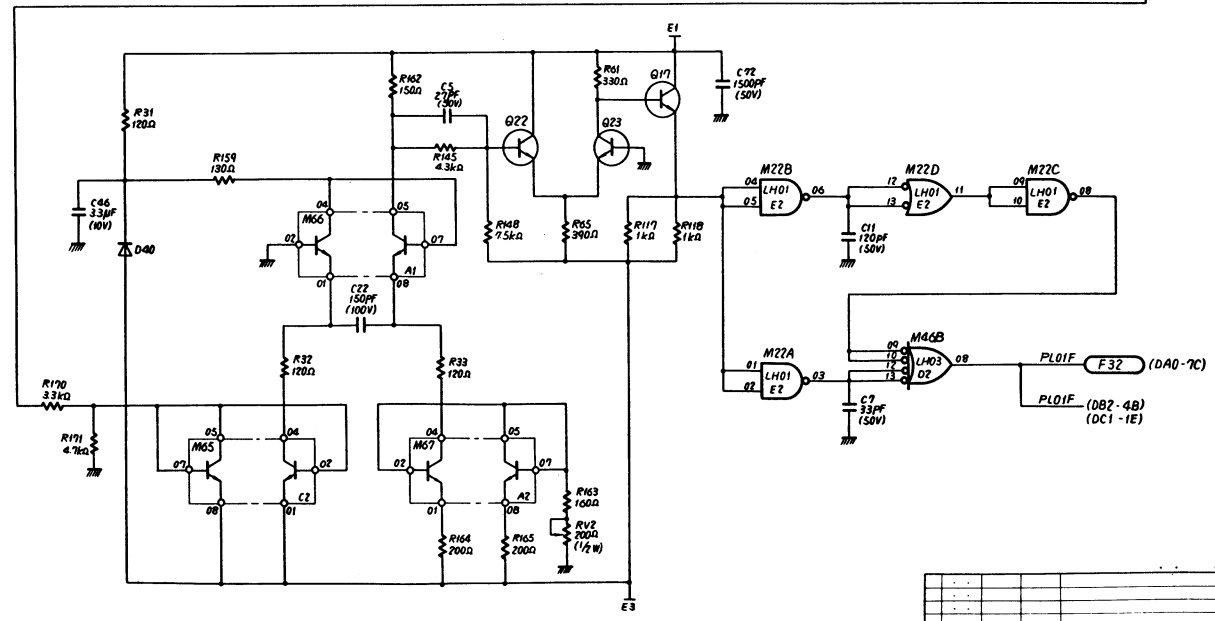 E1
R162
150Ω
C5
27PF
(50V)
R61
330Ω
Q17
C72
1500PF
(50V)
R31
120Ω
Q22
Q23
R159
130Ω
R145
4.3kΩ
M22B
04
05
LH01
E2
06
M22D
12
13
LH01
E2
11
M22C
09
10
LH01
E2
08
C46
3.3μF
(10V)
D40
04
05
M66
02
07
A1
01
08
R148
7.5kΩ
R65
390Ω
R117
1kΩ
R118
1kΩ
C11
120PF
(50V)
C22
150PF
(100V)
R32
120Ω
R33
120Ω
M22A
01
02
LH01
E2
03
M46B
09
10
12
13
LH03
D2
08
PL01F
F32
(DA0-7C)
PL01F
(DB2-4B)
(DC1-1E)
C7
33PF
(50V)
R170
3.3kΩ
R171
4.7kΩ
05
04
M65
07
02
C2
08
01
04
05
M67
02
07
A2
01
08
R163
160Ω
RV2
200Ω
(1/2W)
R164
200Ω
R165
200Ω
E3